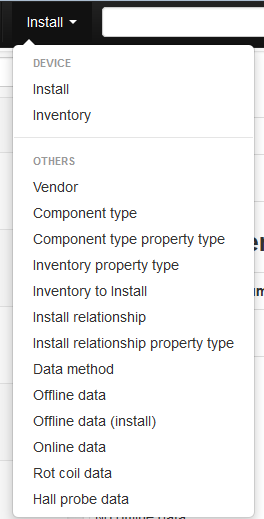 Install
DEVICE
Install
Inventory
OTHERS
Vendor
Component type
Component type property type
Inventory property type
Inventory to Install
Install relationship
Install relationship property type
Data method
Offline data
Offline data (install)
Online data
Rot coil data
Hall probe data